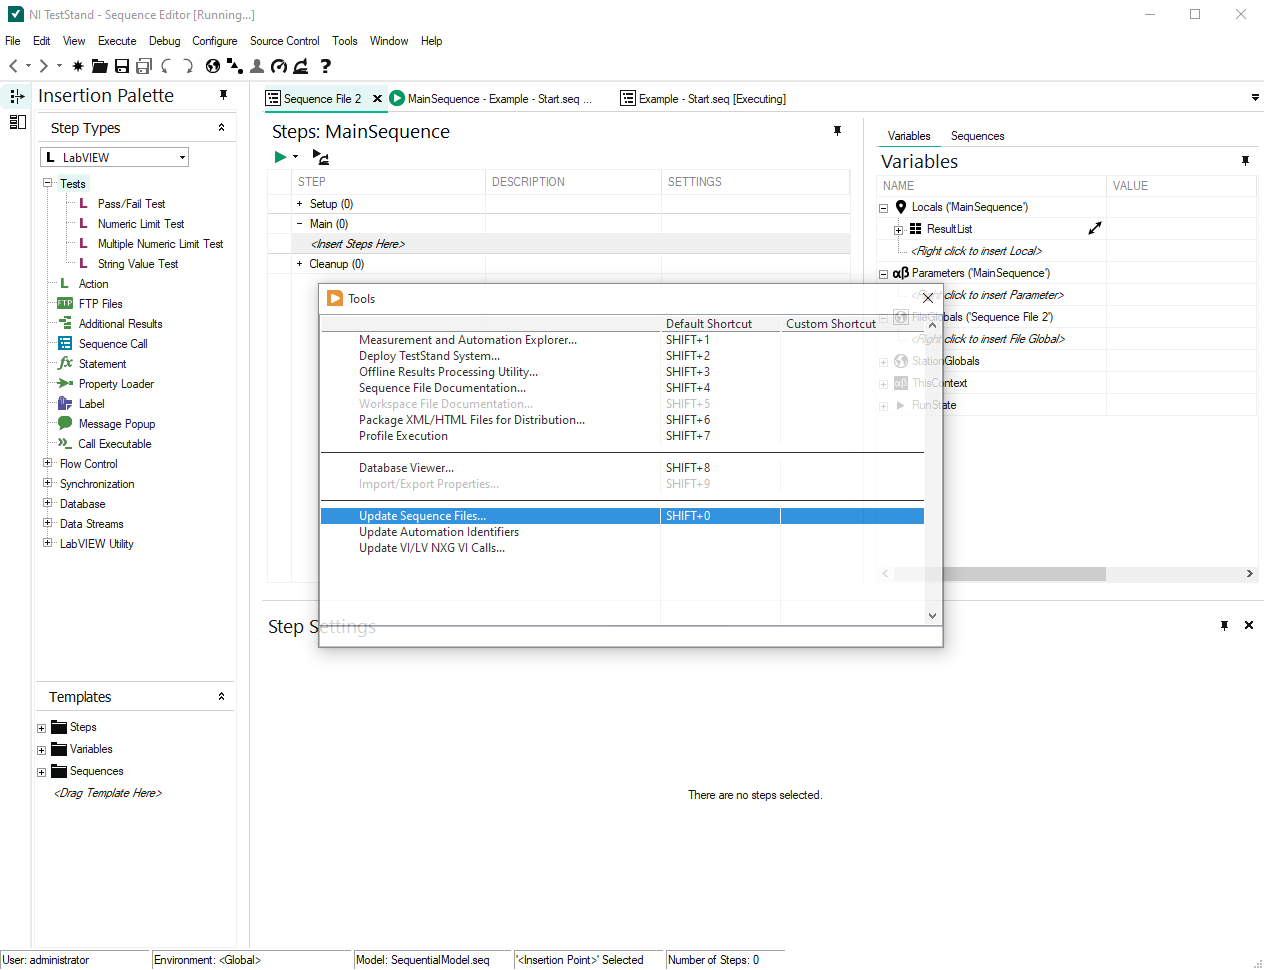 NI TestStand - Sequence Editor [Running...]
File Edit View Execute Debug Configure Source Control Tools Window Help
Insertion Palette
Step Types
L LabVIEW
Tests
L Pass/Fail Test
L Numeric Limit Test
L Multiple Numeric Limit Test
L String Value Test
L Action
FTP FTP Files
Additional Results
Sequence Call
fx Statement
Property Loader
Label
Message Popup
Call Executable
Flow Control
Synchronization
Database
Data Streams
LabVIEW Utility
Templates
Steps
Variables
Sequences
<Drag Template Here>
Sequence File 2
MainSequence - Example - Start.seq ...
Example - Start.seq [Executing]
Steps: MainSequence
STEP DESCRIPTION SETTINGS
+ Setup (0)
− Main (0)
<Insert Steps Here>
+ Cleanup (0)
Variables Sequences
Variables
NAME VALUE
Locals ('MainSequence')
ResultList
<Right click to insert Local>
αβ Parameters ('MainSequence')
<Right click to insert Parameter>
FileGlobals ('Sequence File 2')
<Right click to insert File Global>
StationGlobals
αβ ThisContext
RunState
Tools
Default Shortcut Custom Shortcut
Measurement and Automation Explorer... SHIFT+1
Deploy TestStand System... SHIFT+2
Offline Results Processing Utility... SHIFT+3
Sequence File Documentation... SHIFT+4
Workspace File Documentation... SHIFT+5
Package XML/HTML Files for Distribution... SHIFT+6
Profile Execution SHIFT+7
Database Viewer... SHIFT+8
Import/Export Properties... SHIFT+9
Update Sequence Files... SHIFT+0
Update Automation Identifiers
Update VI/LV NXG VI Calls...
Step Settings
There are no steps selected.
User: administrator Environment: <Global> Model: SequentialModel.seq '<Insertion Point>' Selected Number of Steps: 0